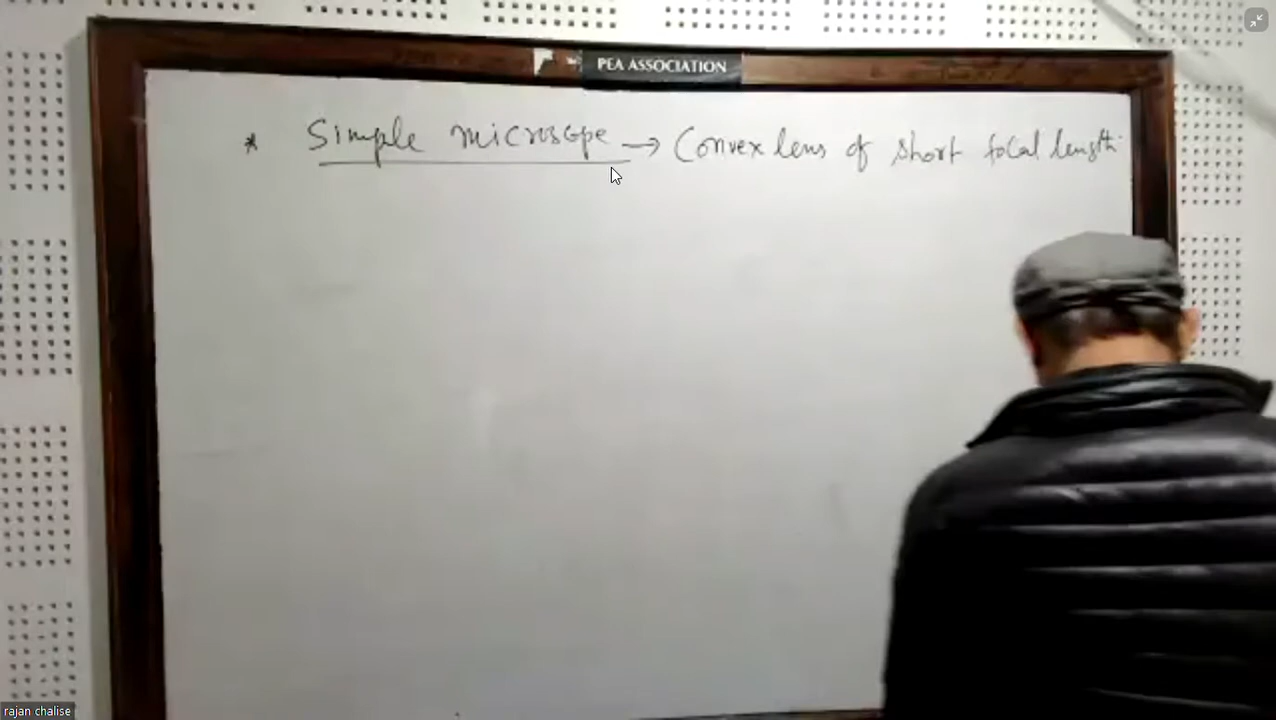 PEA ASSOCIATION
* Simple microscope → Convex lens of short focal length.
rajan chalise